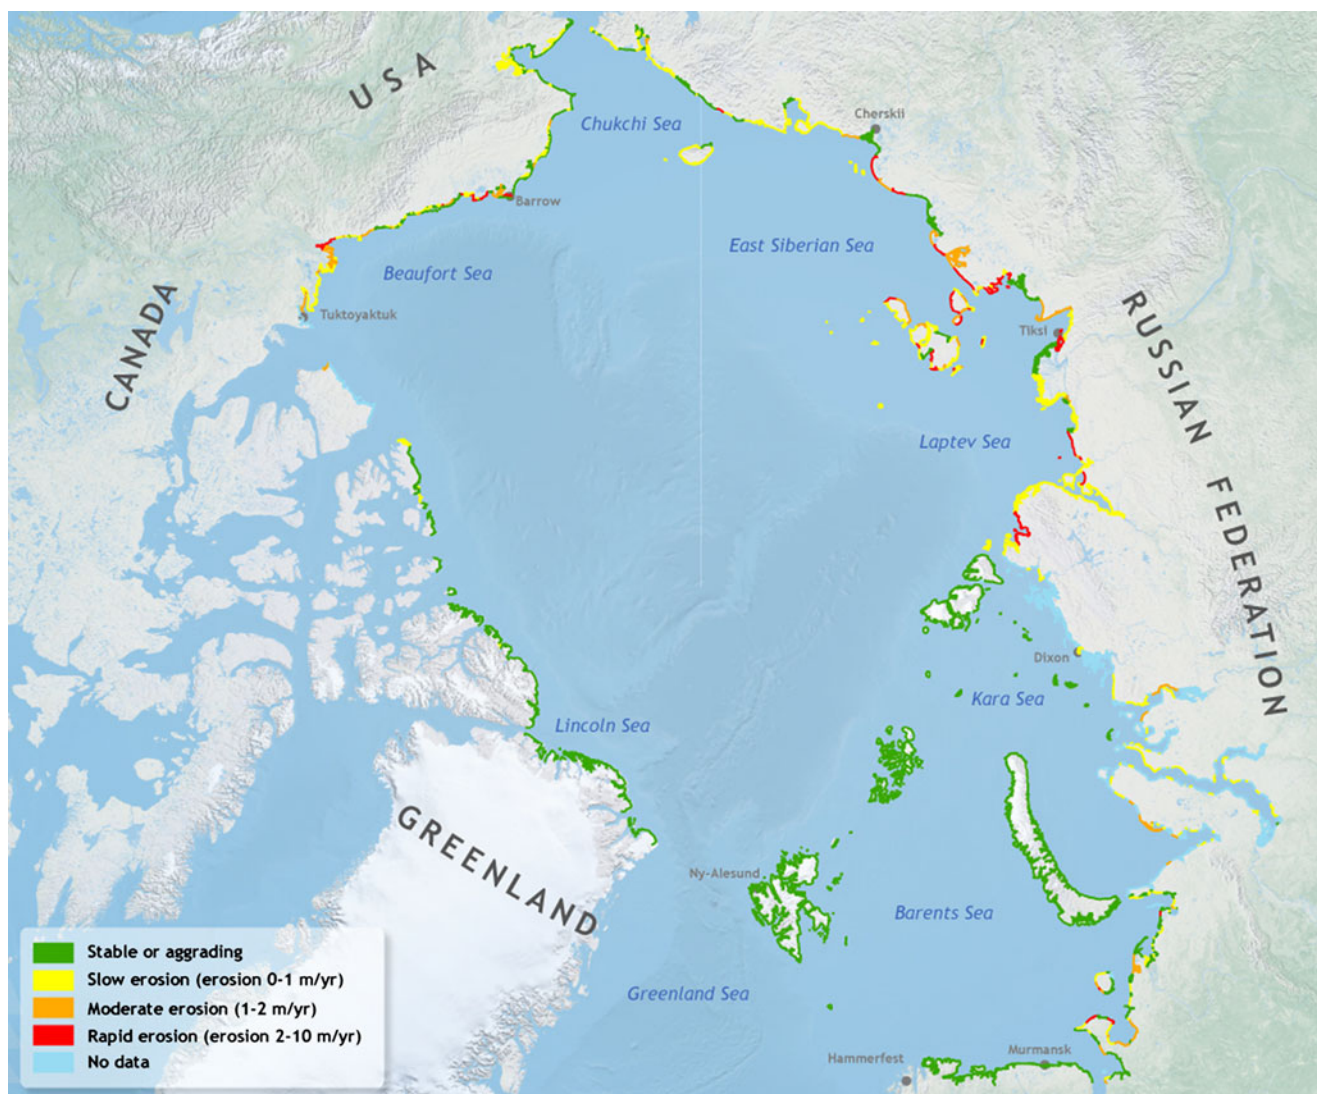 USA
Cherskii
Chukchi Sea
Barrow
East Siberian Sea
Beaufort Sea
CANADA
Tuktoyaktuk
RUSSIAN FEDERATION
Tiksi
Laptev Sea
Dixon
Kara Sea
Lincoln Sea
GREENLAND
Ny-Alesund
Barents Sea
Greenland Sea
Hammerfest
Murmansk
Stable or aggrading
Slow erosion (erosion 0-1 m/yr)
Moderate erosion (1-2 m/yr)
Rapid erosion (erosion 2-10 m/yr)
No data